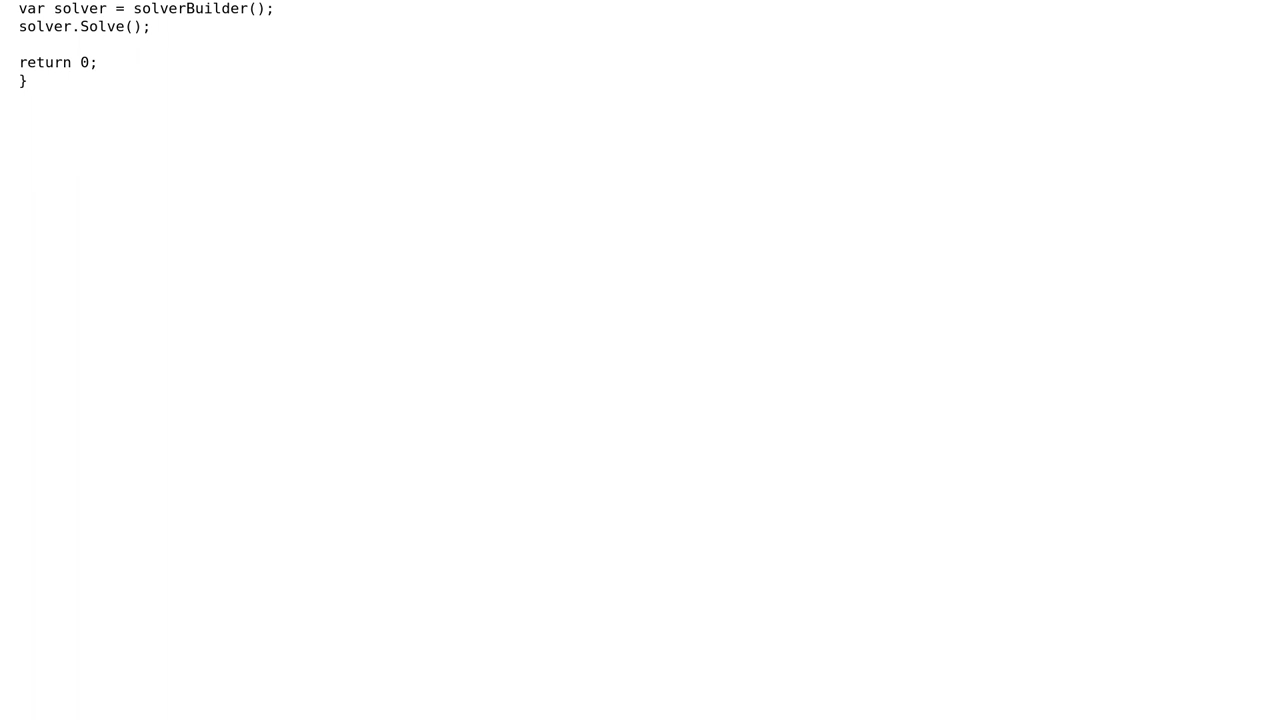 var solver = solverBuilder();
solver.Solve();

return 0;
}